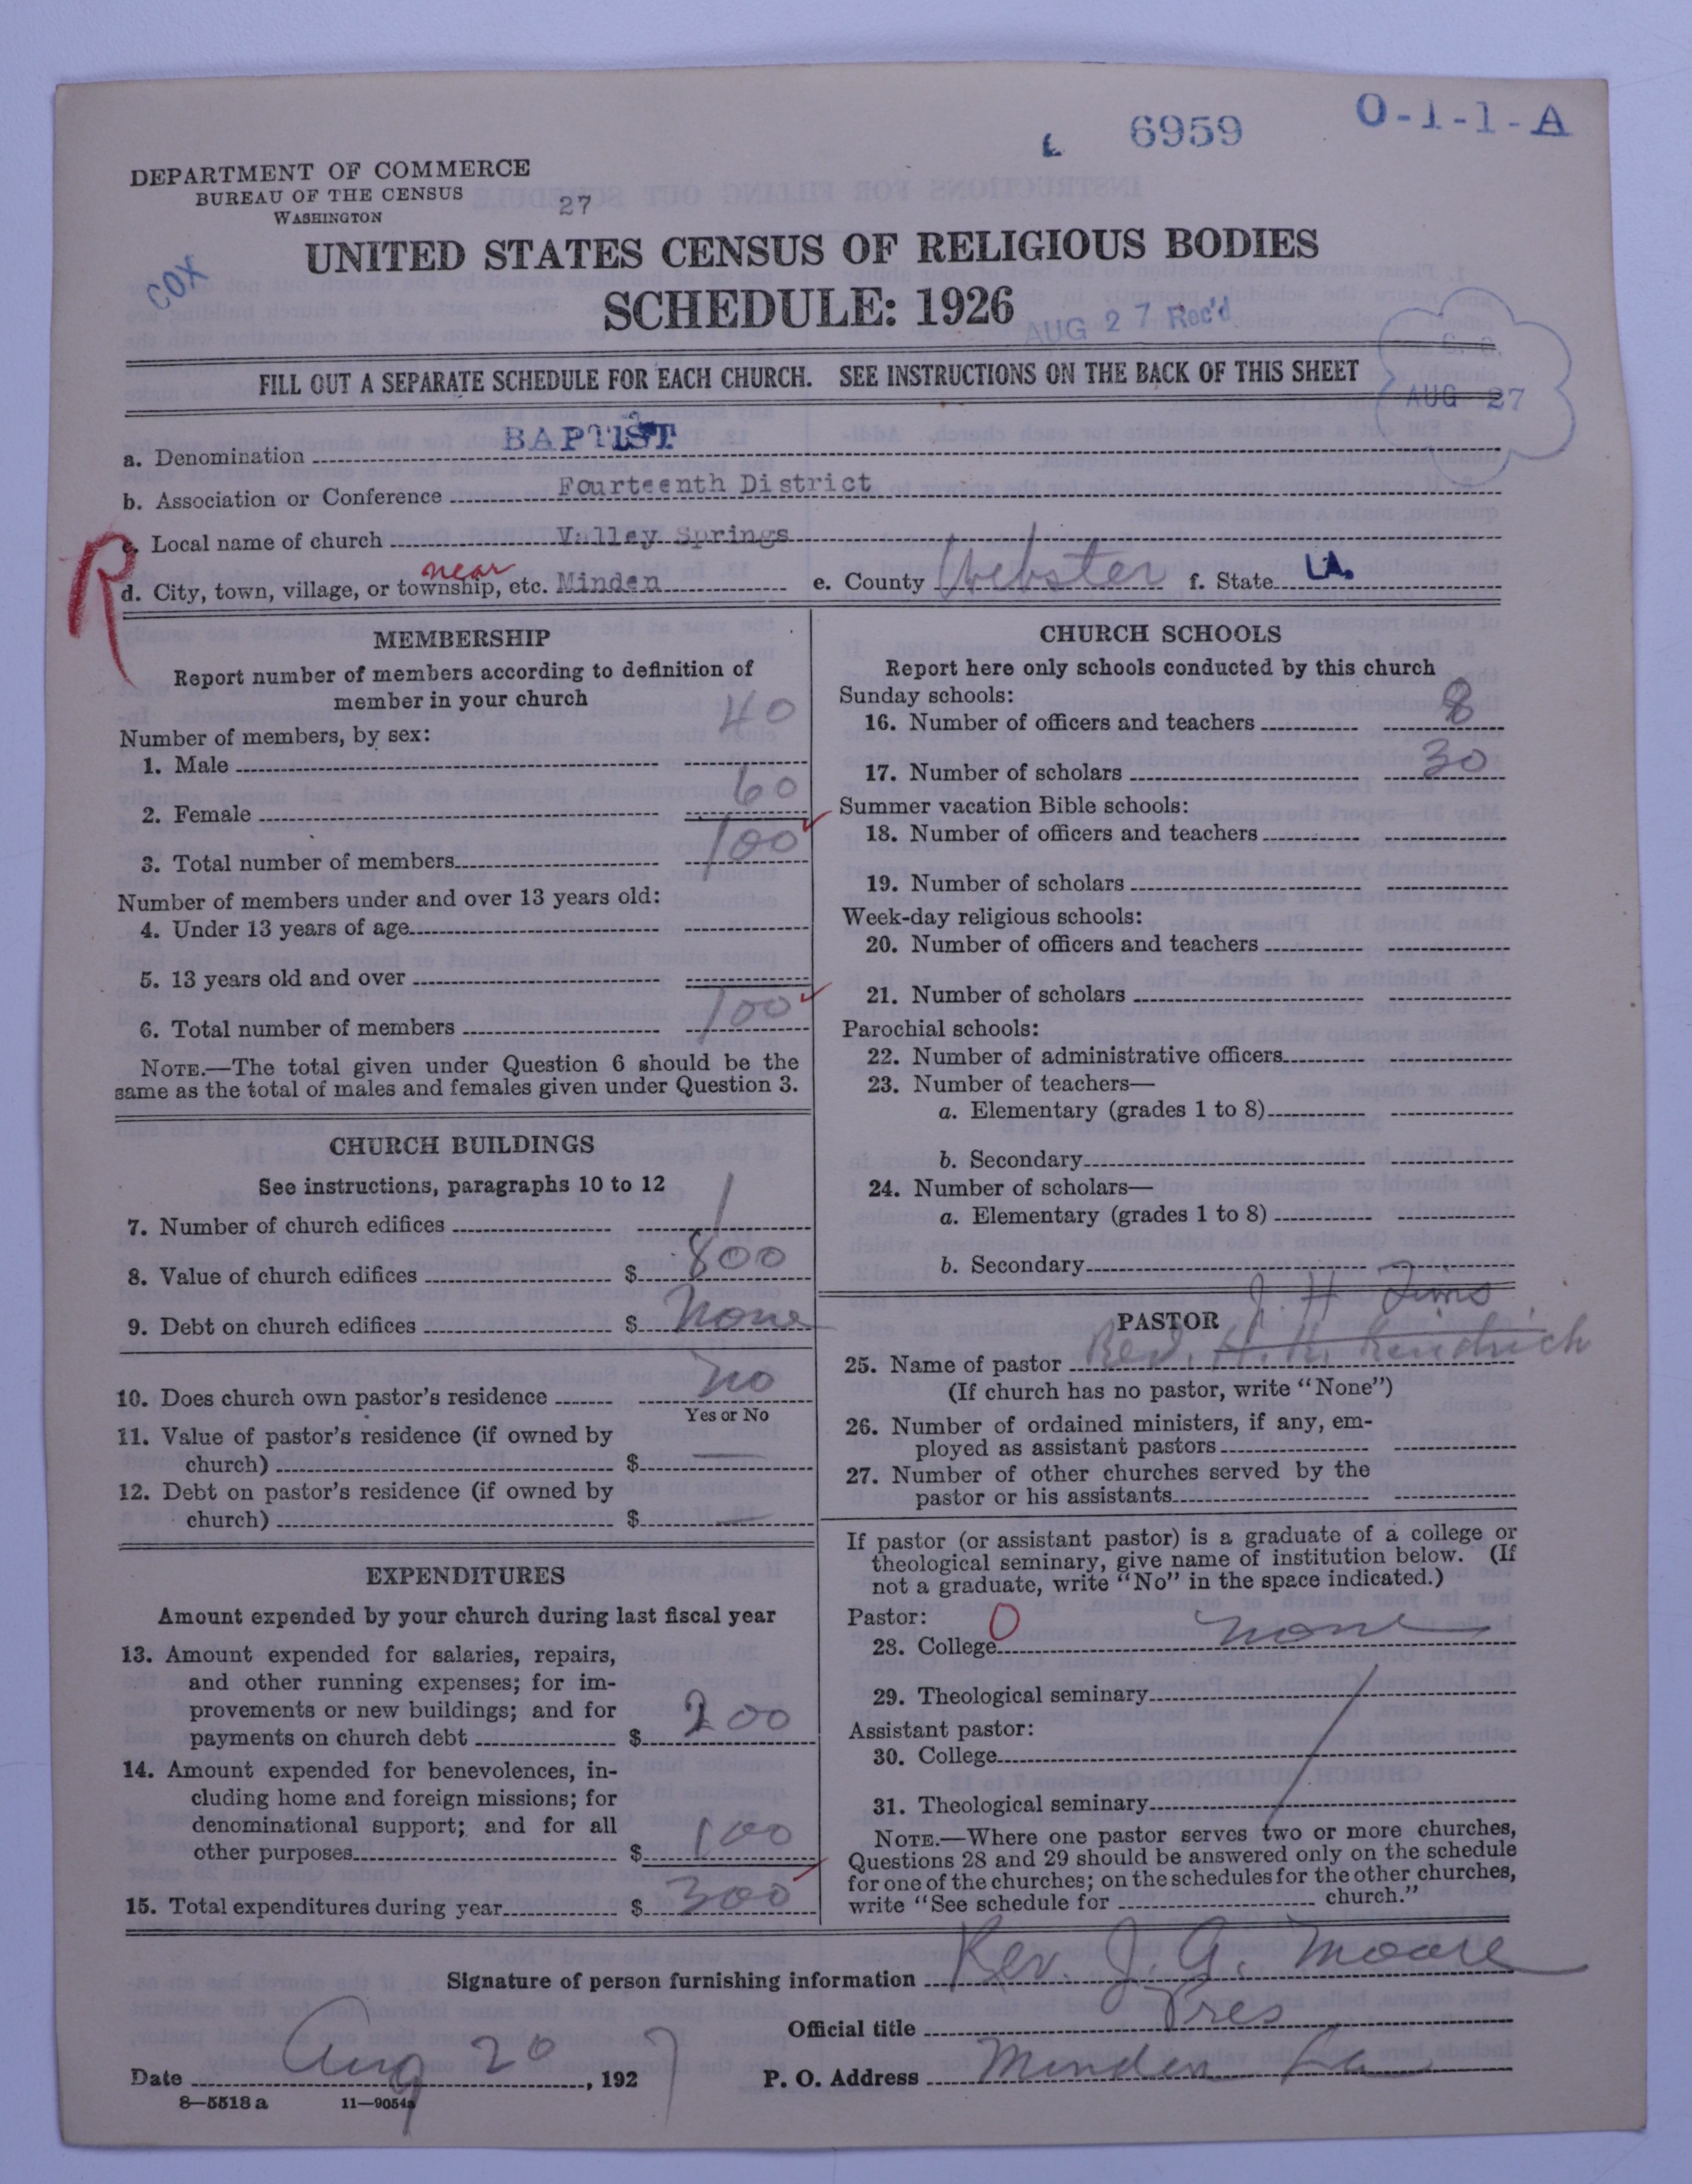 6959
O-1-1-A
DEPARTMENT OF COMMERCE
BUREAU OF THE CENSUS
WASHINGTON
27
COX
UNITED STATES CENSUS OF RELIGIOUS BODIES
SCHEDULE: 1926
AUG 27 Rec'd
FILL OUT A SEPARATE SCHEDULE FOR EACH CHURCH. SEE INSTRUCTIONS ON THE BACK OF THIS SHEET
AUG 27
a. Denomination BAPTIST
b. Association or Conference Fourteenth District
R
c. Local name of church Valley Springs
near
d. City, town, village, or township, etc. Minden e. County Webster f. State LA.
MEMBERSHIP
Report number of members according to definition of
member in your church
Number of members, by sex:
1. Male 40
2. Female 60
3. Total number of members 100
Number of members under and over 13 years old:
4. Under 13 years of age
5. 13 years old and over
6. Total number of members 100
NOTE.—The total given under Question 6 should be the
same as the total of males and females given under Question 3.
CHURCH BUILDINGS
See instructions, paragraphs 10 to 12
7. Number of church edifices 1
8. Value of church edifices $ 800
9. Debt on church edifices $ None
10. Does church own pastor's residence No
Yes or No
11. Value of pastor's residence (if owned by
church) $ —
12. Debt on pastor's residence (if owned by
church) $ —
EXPENDITURES
Amount expended by your church during last fiscal year
13. Amount expended for salaries, repairs,
and other running expenses; for im-
provements or new buildings; and for
payments on church debt $ 200
14. Amount expended for benevolences, in-
cluding home and foreign missions; for
denominational support; and for all
other purposes $ 100
15. Total expenditures during year $ 300
CHURCH SCHOOLS
Report here only schools conducted by this church
Sunday schools:
16. Number of officers and teachers 8
17. Number of scholars 30
Summer vacation Bible schools:
18. Number of officers and teachers
19. Number of scholars
Week-day religious schools:
20. Number of officers and teachers
21. Number of scholars
Parochial schools:
22. Number of administrative officers
23. Number of teachers—
a. Elementary (grades 1 to 8)
b. Secondary
24. Number of scholars—
a. Elementary (grades 1 to 8)
b. Secondary
PASTOR J. H.
25. Name of pastor Rev. H. K. Kendrich
(If church has no pastor, write "None")
26. Number of ordained ministers, if any, em-
ployed as assistant pastors
27. Number of other churches served by the
pastor or his assistants
If pastor (or assistant pastor) is a graduate of a college or
theological seminary, give name of institution below. (If
not a graduate, write "No" in the space indicated.)
Pastor: O
28. College none
29. Theological seminary
Assistant pastor:
30. College
31. Theological seminary
NOTE.—Where one pastor serves two or more churches,
Questions 28 and 29 should be answered only on the schedule
for one of the churches; on the schedules for the other churches,
write "See schedule for church."
Signature of person furnishing information Rev. J. G. Moore
Official title Pres
Date Aug 20, 1927 P. O. Address Minden La
8—5518 a 11—9054a